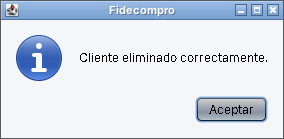 Fidecompro
Cliente eliminado correctamente.
Aceptar